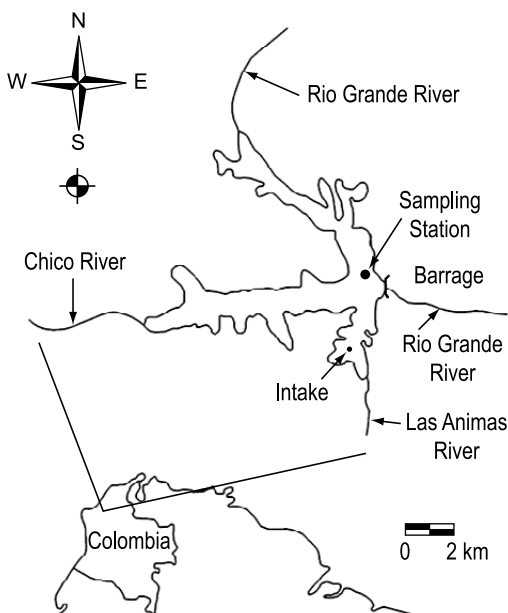 N
W E
S
Rio Grande River
Sampling
Station
Chico River
Barrage
Rio Grande
River
Intake
Las Animas
River
Colombia
0 2 km